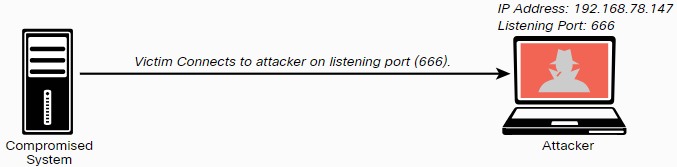 IP Address: 192.168.78.147
Listening Port: 666
Victim Connects to attacker on listening port (666).
Compromised
System
Attacker